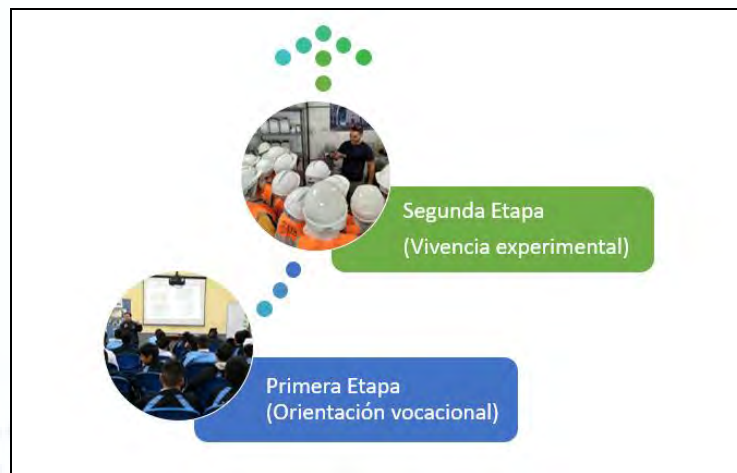 Segunda Etapa
(Vivencia experimental)
Primera Etapa
(Orientación vocacional)